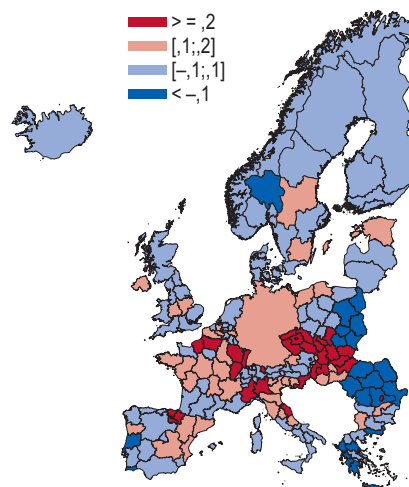 > = ,2
[,1;,2]
[–,1;,1]
< –,1